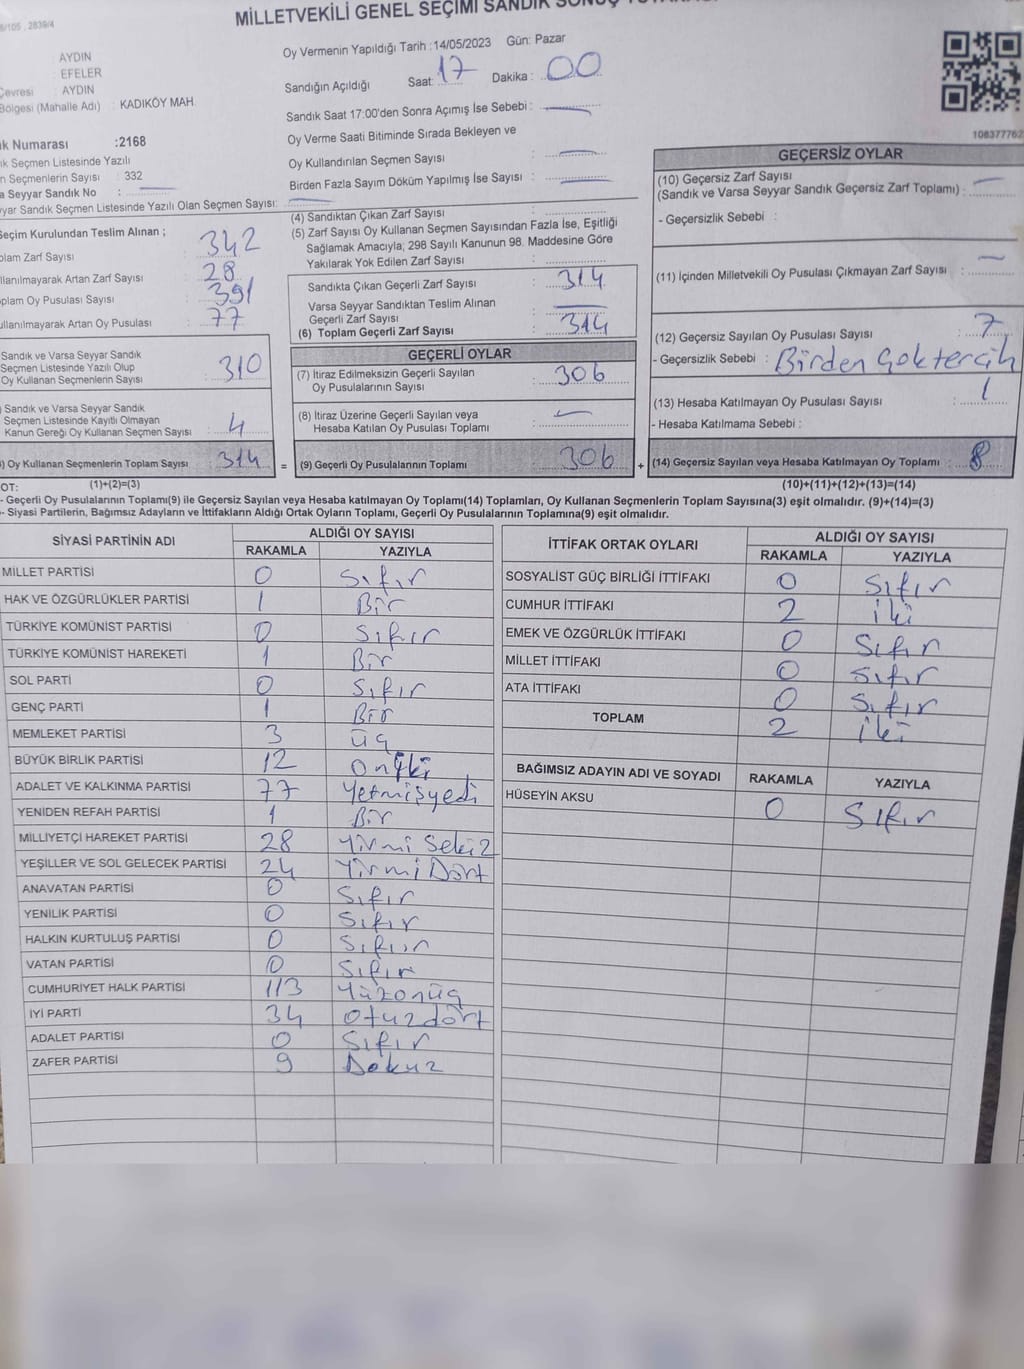 MİLLETVEKİLİ GENEL SEÇİMİ SANDIK SONUÇ
2839/4
AYDIN
EFELER
Çevresi : AYDIN
Bölgesi (Mahalle Adı) : KADIKÖY MAH.
Oy Vermenin Yapıldığı Tarih :14/05/2023 Gün: Pazar
Sandığın Açıldığı Saat: 17 Dakika : 00
Sandık Saat 17:00'den Sonra Açımış İse Sebebi :
Oy Verme Saati Bitiminde Sırada Bekleyen ve
Oy Kullandırılan Seçmen Sayısı :
Birden Fazla Sayım Döküm Yapılmış İse Sayısı :
Numarası :2168
Seçmen Listesinde Yazılı
Seçmenlerin Sayısı : 332
Seyyar Sandık No :
Sandık Seçmen Listesinde Yazılı Olan Seçmen Sayısı:
Seçim Kurulundan Teslim Alınan ;
Zarf Sayısı : 342
Artan Zarf Sayısı : 28
Oy Pusulası Sayısı : 391
Artan Oy Pusulası : 77
Sandık ve Varsa Seyyar Sandık
Seçmen Listesinde Yazılı Olup
Oy Kullanan Seçmenlerin Sayısı : 310
Sandık ve Varsa Seyyar Sandık
Seçmen Listesinde Kayıtlı Olmayan
Kanun Gereği Oy Kullanan Seçmen Sayısı : 4
Oy Kullanan Seçmenlerin Toplam Sayısı : 314
(4) Sandıktan Çıkan Zarf Sayısı :
(5) Zarf Sayısı Oy Kullanan Seçmen Sayısından Fazla İse, Eşitliği
Sağlamak Amacıyla; 298 Sayılı Kanunun 98. Maddesine Göre
Yakılarak Yok Edilen Zarf Sayısı :
Sandıkta Çıkan Geçerli Zarf Sayısı : 314
Varsa Seyyar Sandıktan Teslim Alınan
Geçerli Zarf Sayısı :
(6) Toplam Geçerli Zarf Sayısı : 314
GEÇERLİ OYLAR
(7) İtiraz Edilmeksizin Geçerli Sayılan
Oy Pusulalarının Sayısı : 306
(8) İtiraz Üzerine Geçerli Sayılan veya
Hesaba Katılan Oy Pusulası Toplamı :
= (9) Geçerli Oy Pusulalarının Toplamı : 306
108377762
GEÇERSİZ OYLAR
(10) Geçersiz Zarf Sayısı
(Sandık ve Varsa Seyyar Sandık Geçersiz Zarf Toplamı) :
- Geçersizlik Sebebi :
(11) İçinden Milletvekili Oy Pusulası Çıkmayan Zarf Sayısı :
(12) Geçersiz Sayılan Oy Pusulası Sayısı : 7
- Geçersizlik Sebebi : Birden Çok tercih
(13) Hesaba Katılmayan Oy Pusulası Sayısı : 1
- Hesaba Katılmama Sebebi :
+ (14) Geçersiz Sayılan veya Hesaba Katılmayan Oy Toplamı : 8
OT: (1)+(2)=(3)
(10)+(11)+(12)+(13)=(14)
- Geçerli Oy Pusulalarının Toplamı(9) ile Geçersiz Sayılan veya Hesaba katılmayan Oy Toplamı(14) Toplamları, Oy Kullanan Seçmenlerin Toplam Sayısına(3) eşit olmalıdır. (9)+(14)=(3)
- Siyasi Partilerin, Bağımsız Adayların ve İttifakların Aldığı Ortak Oyların Toplamı, Geçerli Oy Pusulalarının Toplamına(9) eşit olmalıdır.
SİYASİ PARTİNİN ADI
ALDIĞI OY SAYISI
RAKAMLA YAZIYLA
MİLLET PARTİSİ 0 Sıfır
HAK VE ÖZGÜRLÜKLER PARTİSİ 1 Bir
TÜRKİYE KOMÜNİST PARTİSİ 0 Sıfır
TÜRKİYE KOMÜNİST HAREKETİ 1 Bir
SOL PARTİ 0 Sıfır
GENÇ PARTİ 1 Bir
MEMLEKET PARTİSİ 3 üç
BÜYÜK BİRLİK PARTİSİ 12 Oniki
ADALET VE KALKINMA PARTİSİ 77 Yetmişyedi
YENİDEN REFAH PARTİSİ 1 Bir
MİLLİYETÇİ HAREKET PARTİSİ 28 Yirmi Sekiz
YEŞİLLER VE SOL GELECEK PARTİSİ 24 Yirmi Dört
ANAVATAN PARTİSİ 0 Sıfır
YENİLİK PARTİSİ 0 Sıfır
HALKIN KURTULUŞ PARTİSİ 0 Sıfır
VATAN PARTİSİ 0 Sıfır
CUMHURİYET HALK PARTİSİ 113 Yüzonüç
İYİ PARTİ 34 Otuzdört
ADALET PARTİSİ 0 Sıfır
ZAFER PARTİSİ 9 Dokuz
İTTİFAK ORTAK OYLARI
ALDIĞI OY SAYISI
RAKAMLA YAZIYLA
SOSYALİST GÜÇ BİRLİĞİ İTTİFAKI 0 Sıfır
CUMHUR İTTİFAKI 2 iki
EMEK VE ÖZGÜRLÜK İTTİFAKI 0 Sıfır
MİLLET İTTİFAKI 0 Sıfır
ATA İTTİFAKI 0 Sıfır
TOPLAM 2 iki
BAĞIMSIZ ADAYIN ADI VE SOYADI RAKAMLA YAZIYLA
HÜSEYİN AKSU 0 Sıfır